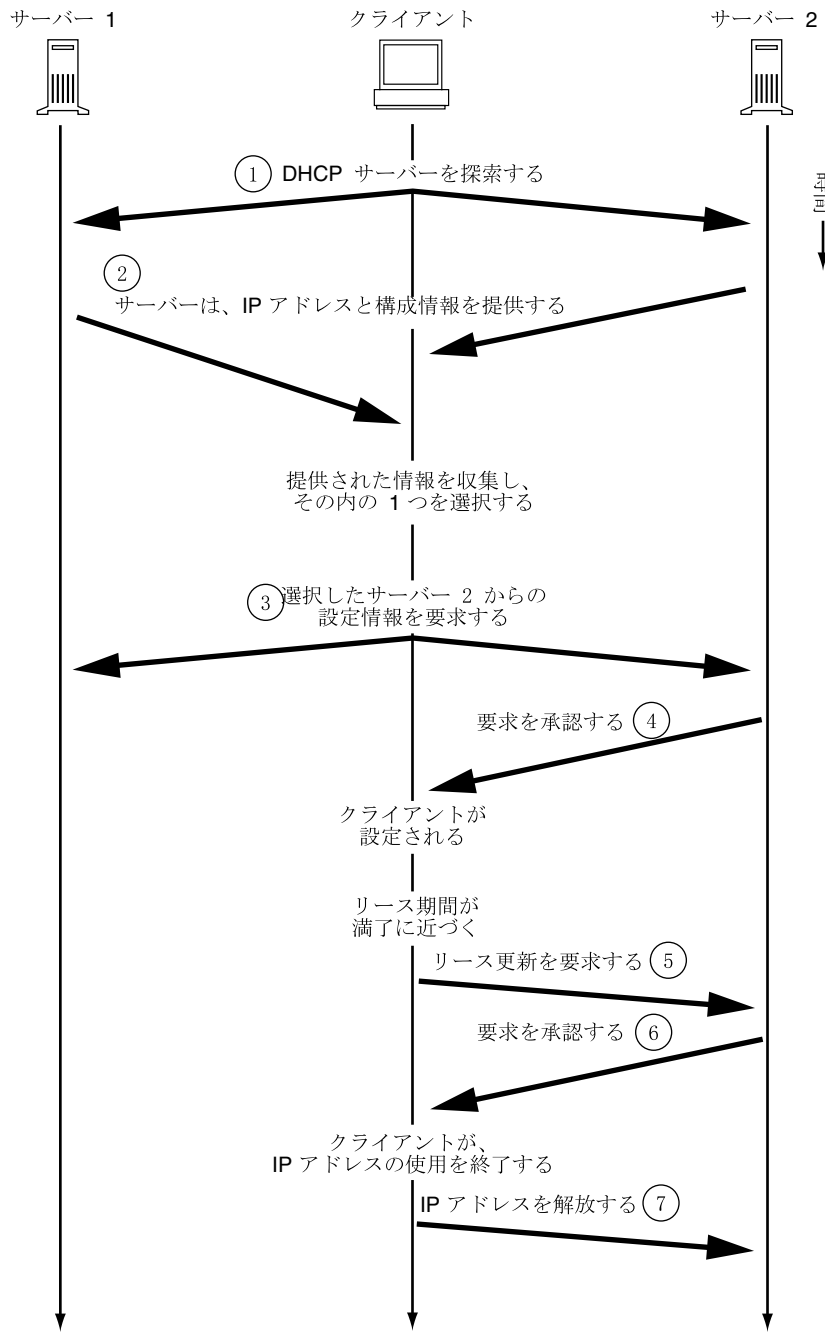 サーバー 1
クライアント
サーバー 2
① DHCP サーバーを探索する
時間
②
サーバーは、IP アドレスと構成情報を提供する
提供された情報を収集し、
その内の 1 つを選択する
③ 選択したサーバー 2 からの
設定情報を要求する
要求を承認する ④
クライアントが
設定される
リース期間が
満了に近づく
リース更新を要求する ⑤
要求を承認する ⑥
クライアントが、
IP アドレスの使用を終了する
IP アドレスを解放する ⑦